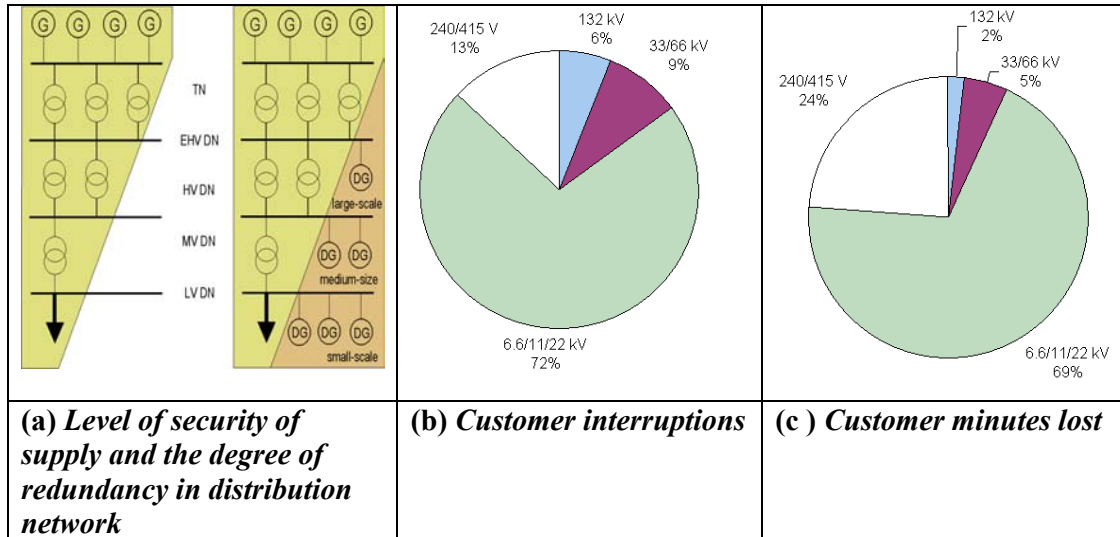 G G G G
TN
EHV DN
HV DN
MV DN
LV DN
G G G G
DG
large-scale
DG DG
medium-size
DG DG DG
small-scale
240/415 V
13%
132 kV
6%
33/66 kV
9%
6.6/11/22 kV
72%
132 kV
2%
33/66 kV
5%
240/415 V
24%
6.6/11/22 kV
69%
(a) Level of security of
supply and the degree of
redundancy in distribution
network
(b) Customer interruptions
(c ) Customer minutes lost